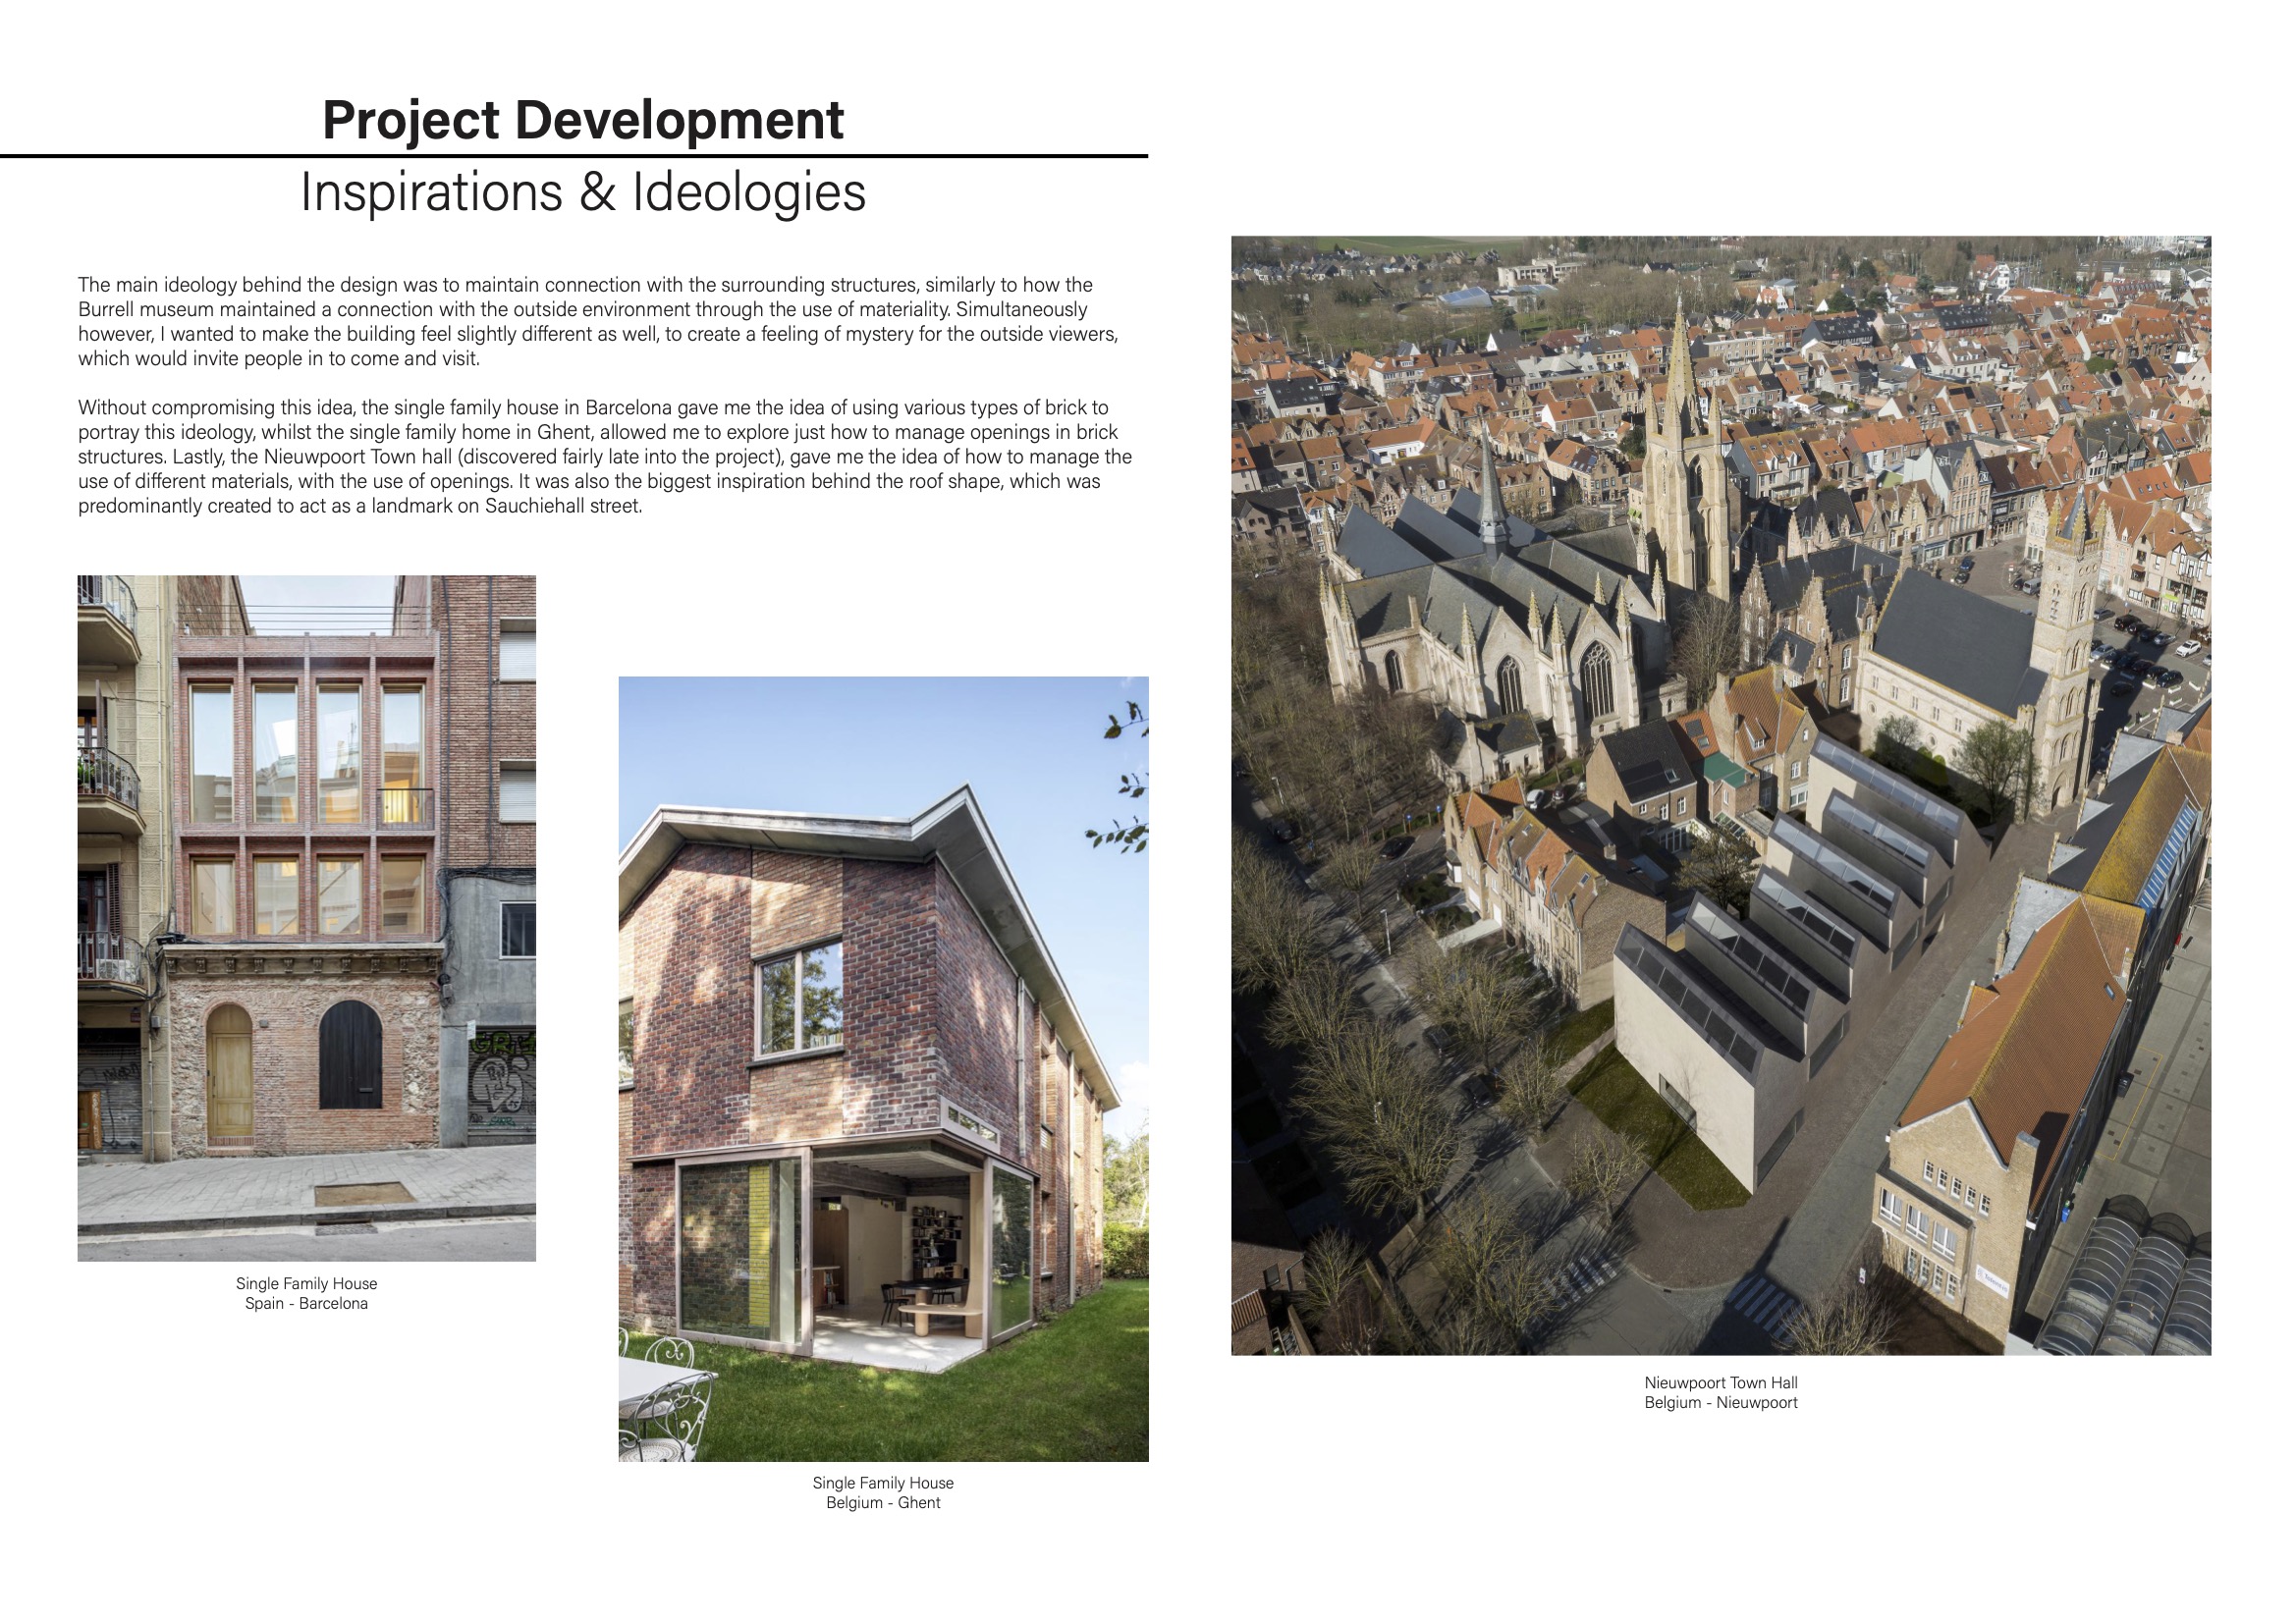 Project Development
Inspirations & Ideologies
The main ideology behind the design was to maintain connection with the surrounding structures, similarly to how the
Burrell museum maintained a connection with the outside environment through the use of materiality. Simultaneously
however, I wanted to make the building feel slightly different as well, to create a feeling of mystery for the outside viewers,
which would invite people in to come and visit.
Without compromising this idea, the single family house in Barcelona gave me the idea of using various types of brick to
portray this ideology, whilst the single family home in Ghent, allowed me to explore just how to manage openings in brick
structures. Lastly, the Nieuwpoort Town hall (discovered fairly late into the project), gave me the idea of how to manage the
use of different materials, with the use of openings. It was also the biggest inspiration behind the roof shape, which was
predominantly created to act as a landmark on Sauchiehall street.
Single Family House
Spain - Barcelona
Single Family House
Belgium - Ghent
Nieuwpoort Town Hall
Belgium - Nieuwpoort